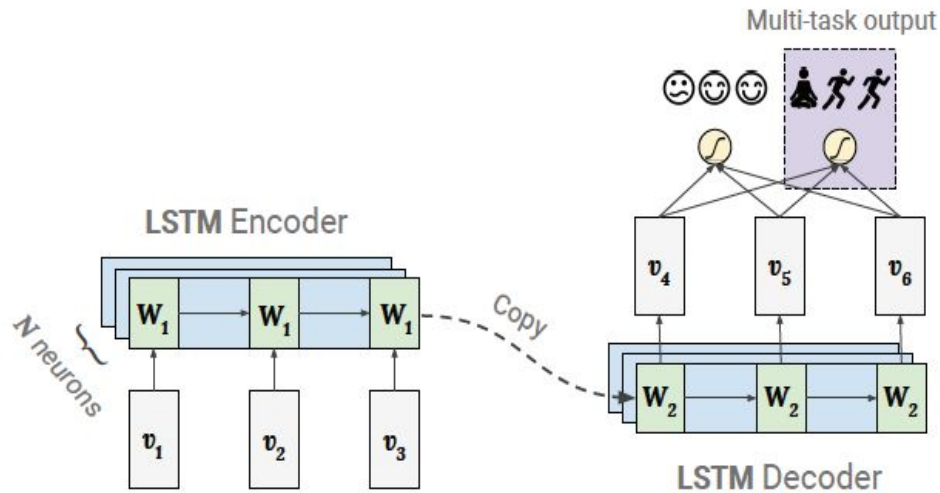 Multi-task output
LSTM Encoder
v₄ v₅ v₆
W₁ W₁ W₁
Copy
N neurons
W₂ W₂ W₂
v₁ v₂ v₃
LSTM Decoder